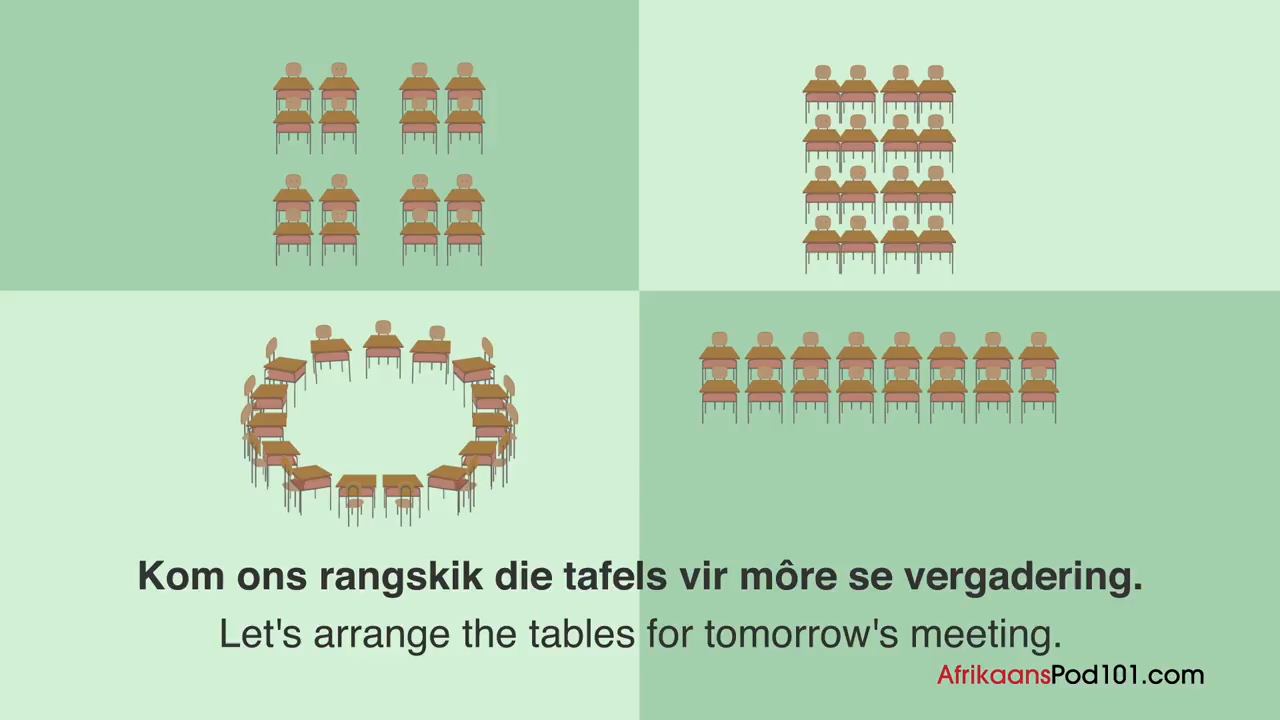 Kom ons rangskik die tafels vir môre se vergadering.
Let's arrange the tables for tomorrow's meeting.
AfrikaansPod101.com